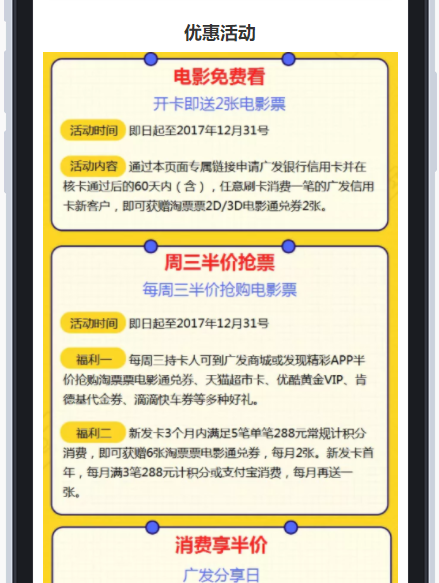 优惠活动
电影免费看
开卡即送2张电影票
活动时间 即日起至2017年12月31号
活动内容 通过本页面专属链接申请广发银行信用卡并在
核卡通过后的60天内（含），任意刷卡消费一笔的广发信用
卡新客户，即可获赠淘票票2D/3D电影通兑券2张。
周三半价抢票
每周三半价抢购电影票
活动时间 即日起至2017年12月31号
福利一 每周三持卡人可到广发商城或发现精彩APP半
价抢购淘票票电影通兑券、天猫超市卡、优酷黄金VIP、肯
德基代金券、滴滴快车券等多种好礼。
福利二 新发卡3个月内满足5笔单笔288元常规计积分
消费，即可获赠6张淘票票电影通兑券，每月2张。新发卡首
年，每月满3笔288元计积分或支付宝消费，每月再送一
张。
消费享半价
广发分享日